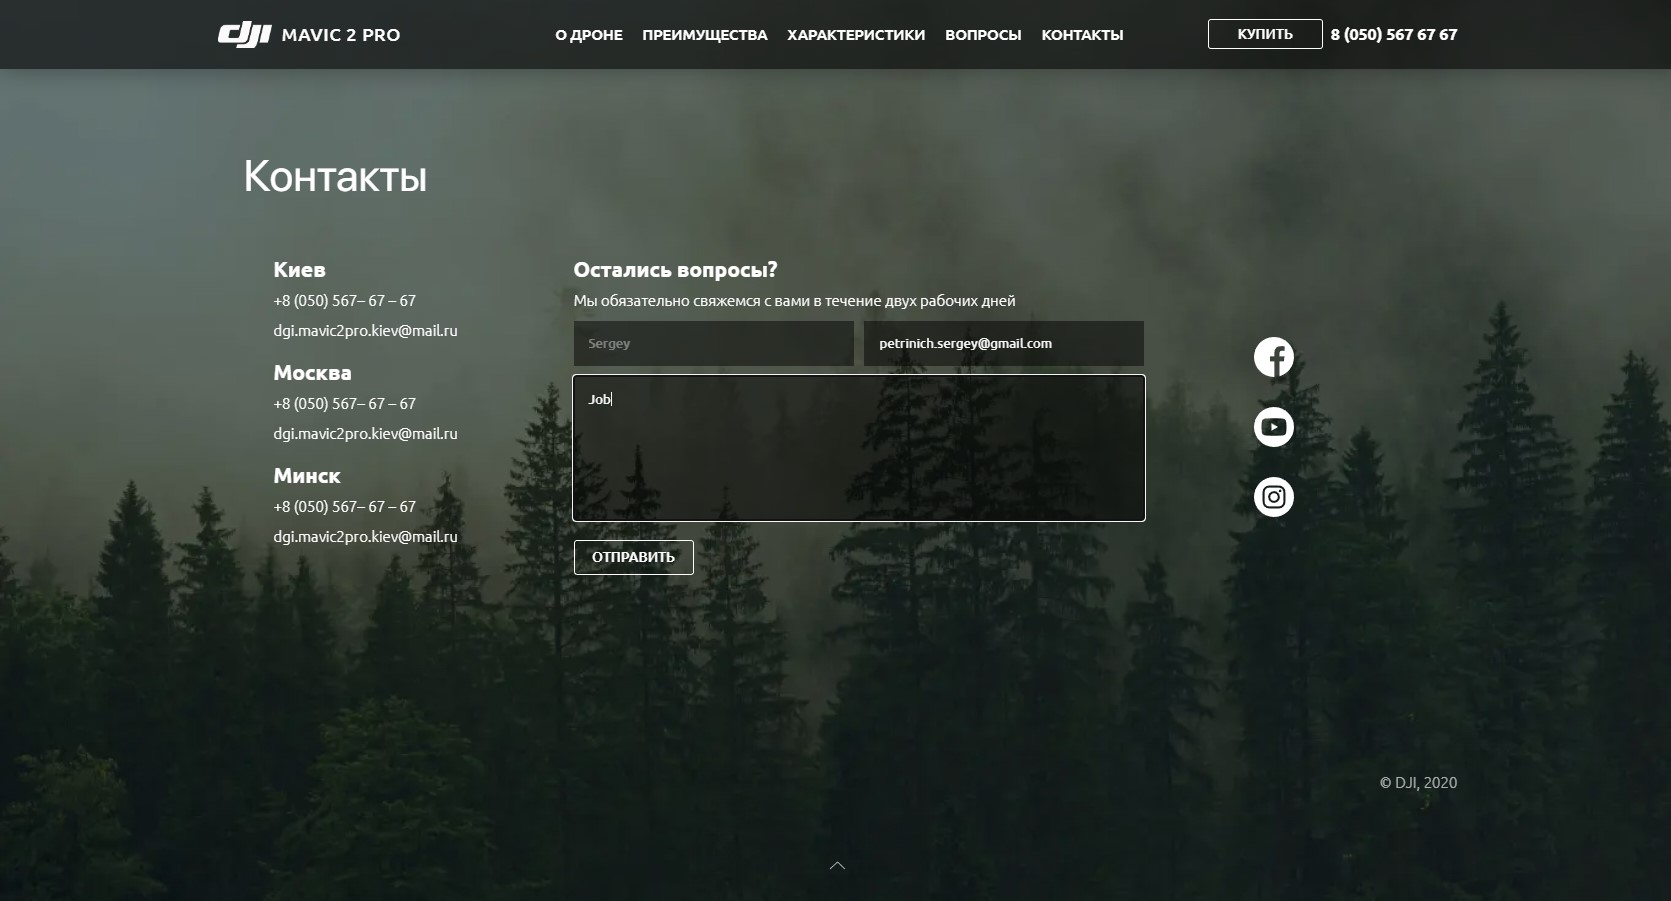 dji MAVIC 2 PRO
О ДРОНЕ ПРЕИМУЩЕСТВА ХАРАКТЕРИСТИКИ ВОПРОСЫ КОНТАКТЫ
КУПИТЬ 8 (050) 567 67 67
Контакты
Киев
+8 (050) 567– 67 – 67
dgi.mavic2pro.kiev@mail.ru
Москва
+8 (050) 567– 67 – 67
dgi.mavic2pro.kiev@mail.ru
Минск
+8 (050) 567– 67 – 67
dgi.mavic2pro.kiev@mail.ru
Остались вопросы?
Мы обязательно свяжемся с вами в течение двух рабочих дней
Sergey
petrinich.sergey@gmail.com
Job
ОТПРАВИТЬ
© DJI, 2020